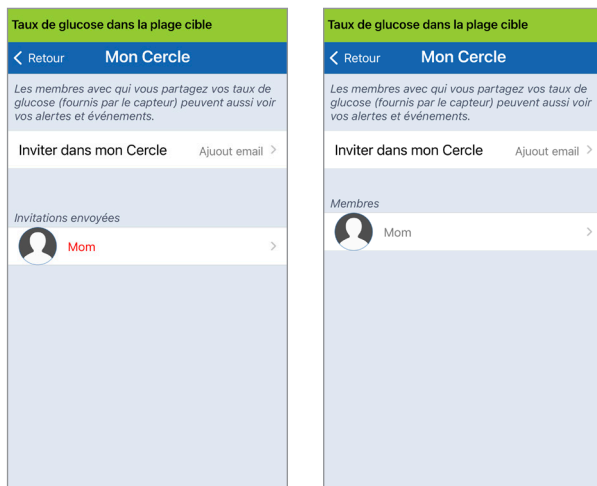 Taux de glucose dans la plage cible
Retour Mon Cercle
Les membres avec qui vous partagez vos taux de
glucose (fournis par le capteur) peuvent aussi voir
vos alertes et événements.
Inviter dans mon Cercle Ajuout email
Invitations envoyées
Mom
Taux de glucose dans la plage cible
Retour Mon Cercle
Les membres avec qui vous partagez vos taux de
glucose (fournis par le capteur) peuvent aussi voir
vos alertes et événements.
Inviter dans mon Cercle Ajuout email
Membres
Mom